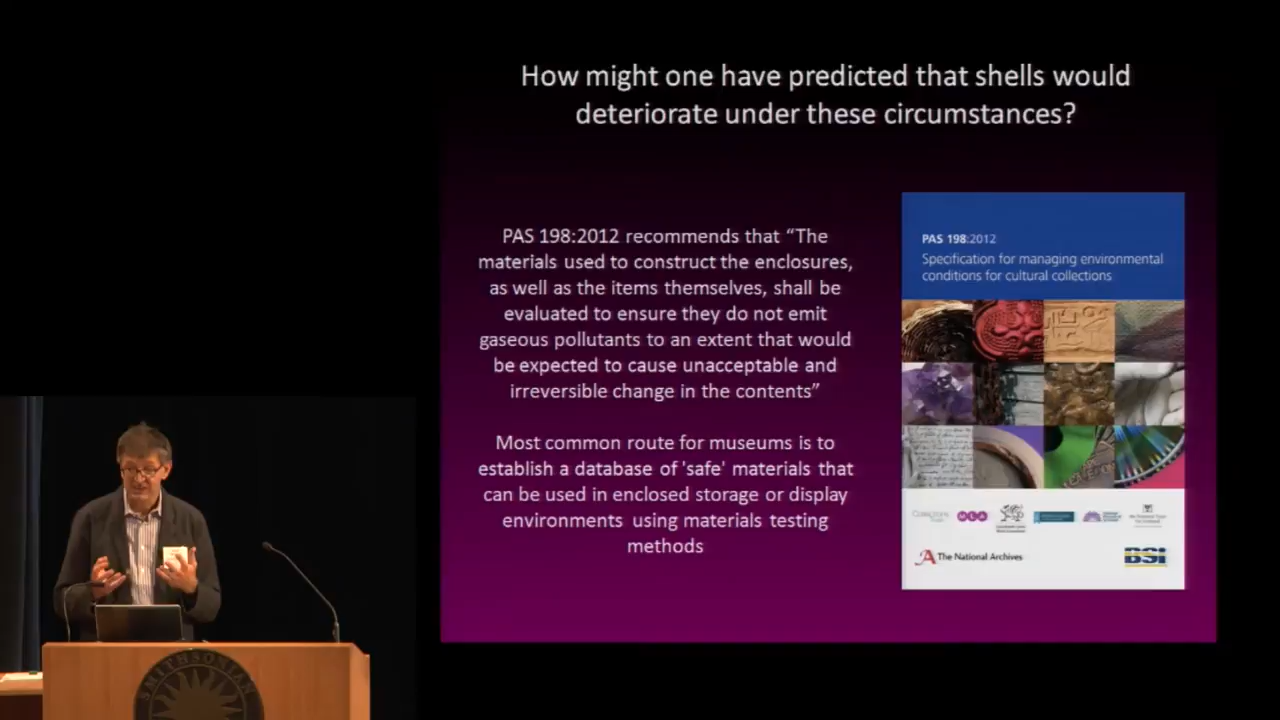 How might one have predicted that shells would
deteriorate under these circumstances?
PAS 198:2012 recommends that “The
materials used to construct the enclosures,
as well as the items themselves, shall be
evaluated to ensure they do not emit
gaseous pollutants to an extent that would
be expected to cause unacceptable and
irreversible change in the contents”
Most common route for museums is to
establish a database of 'safe' materials that
can be used in enclosed storage or display
environments using materials testing
methods
PAS 198:2012
Specification for managing environmental
conditions for cultural collections
MLA
The National Archives
BSi
SMITHSONIAN